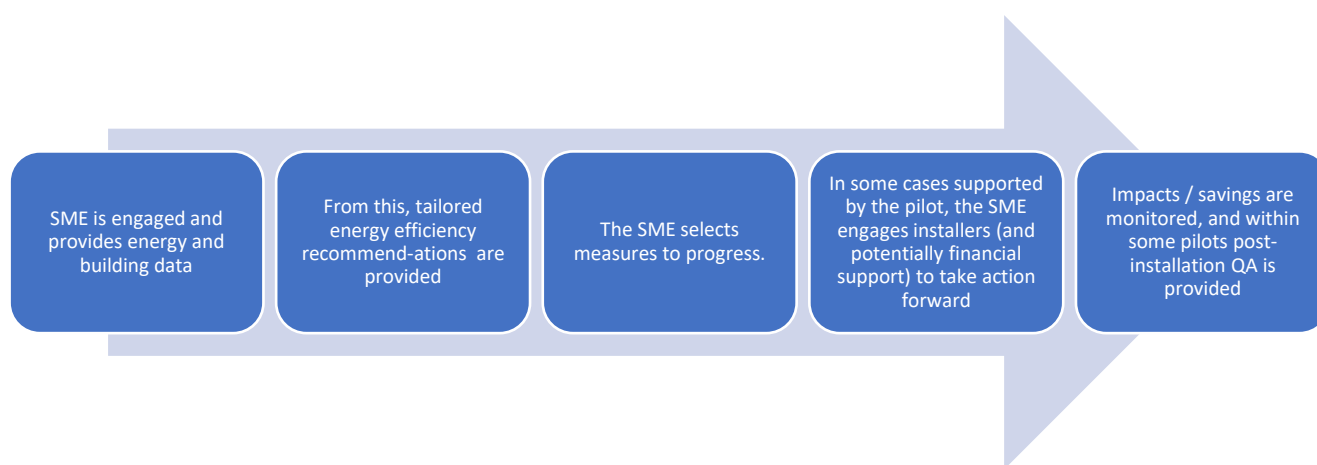 SME is engaged and
provides energy and
building data
From this, tailored
energy efficiency
recommend-ations are
provided
The SME selects
measures to progress.
In some cases supported
by the pilot, the SME
engages installers (and
potentially financial
support) to take action
forward
Impacts / savings are
monitored, and within
some pilots post-
installation QA is
provided